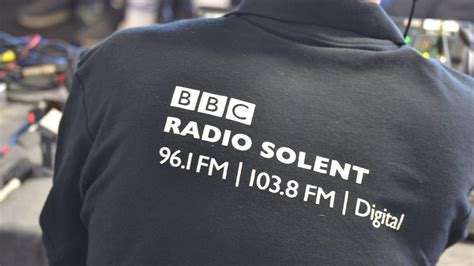 BBC
RADIO SOLENT
96.1 FM | 103.8 FM | Digital